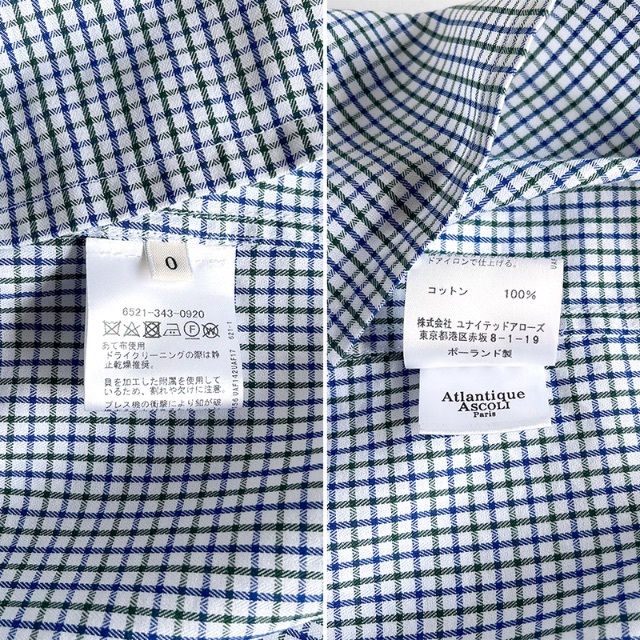 0
6521-343-0920
あて布使用
ドライクリーニングの際は静
止乾燥推奨。
貝を加工した附属を使用して
いるため、割れや欠けに注意。
プレス機の衝撃により釦が破
ドアイロンで仕上げる。
コットン 100%
株式会社 ユナイテッドアローズ
東京都港区赤坂8-1-19
ポーランド製
Atlantique
ASCOLI
Paris